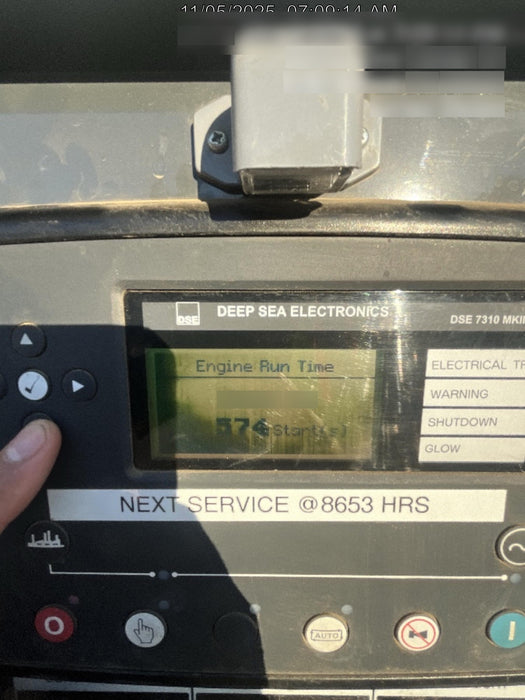 11/05/2025 07:09:14 AM
DSE
DEEP SEA ELECTRONICS
DSE 7310 MKII
ELECTRICAL TR
WARNING
SHUTDOWN
GLOW
Engine Run Time
574 Start(s)
NEXT SERVICE @8653 HRS
AUTO